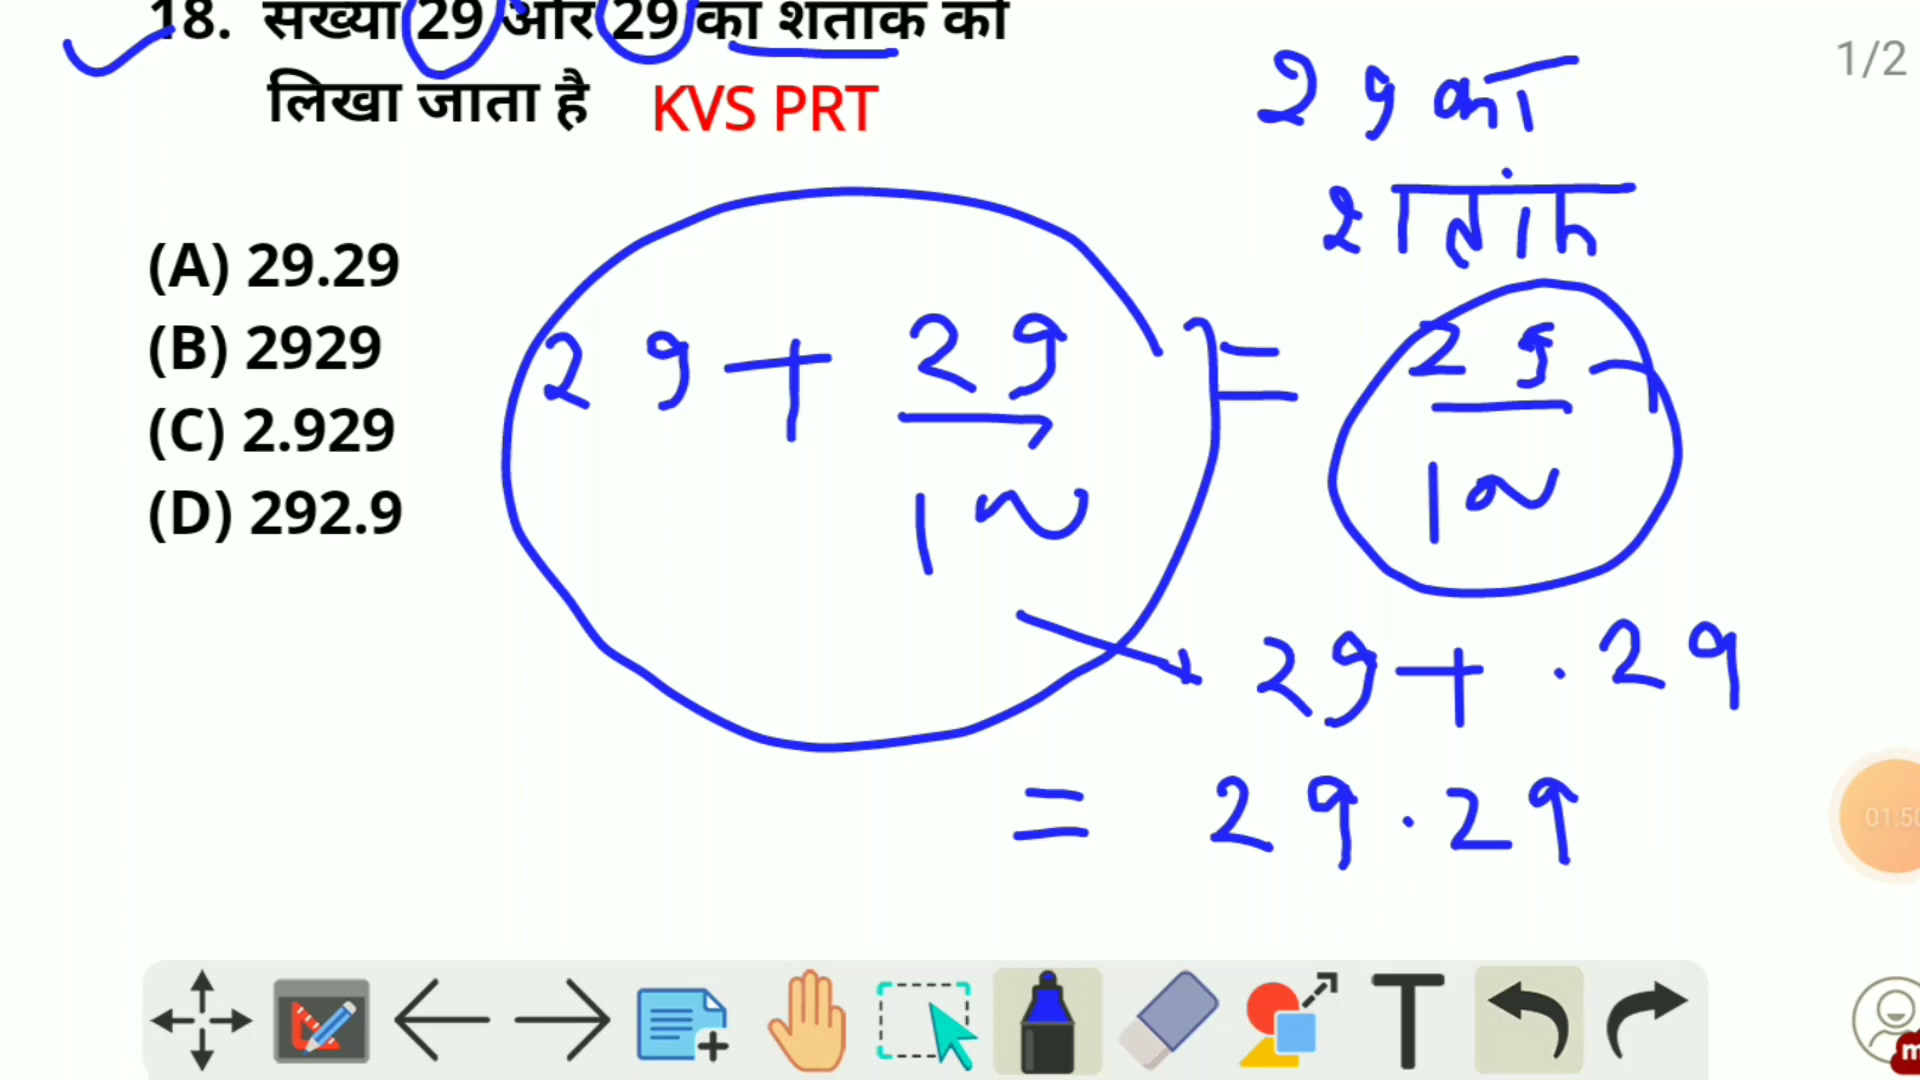 18. संख्या 29 और 29 का शतांक को
लिखा जाता है KVS PRT
(A) 29.29
(B) 2929
(C) 2.929
(D) 292.9
29 का
शतांक
29 + 29
100
= 29
100
29 + .29
= 29.29
1/2